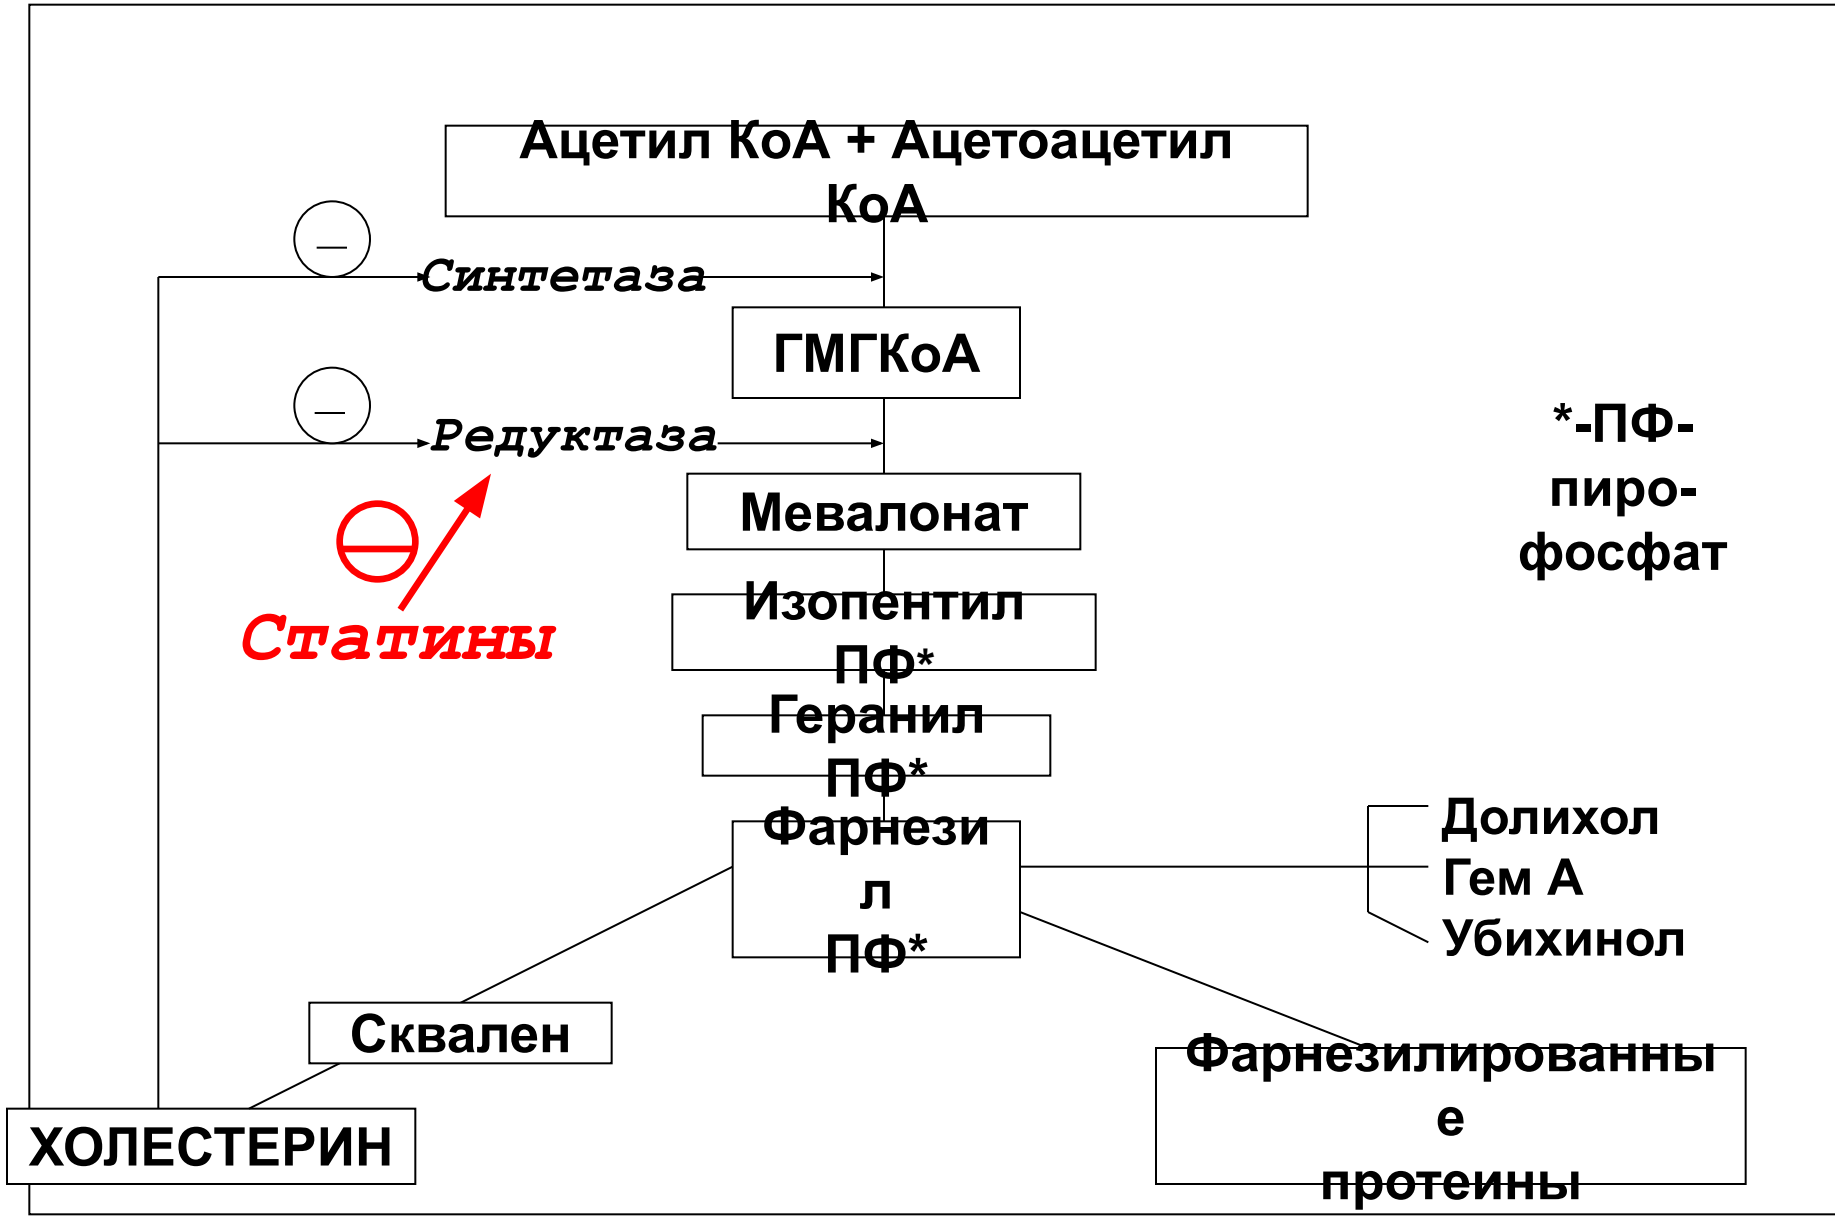 Ацетил КоА + Ацетоацетил
КоА
_
Синтетаза
ГМГКоА
_
Редуктаза
*-ПФ-
пиро-
фосфат
Мевалонат
Статины
Изопентил
ПФ*
Геранил
ПФ*
Фарнези
л
ПФ*
Долихол
Гем А
Убихинол
Сквален
Фарнезилированны
е
протеины
ХОЛЕСТЕРИН